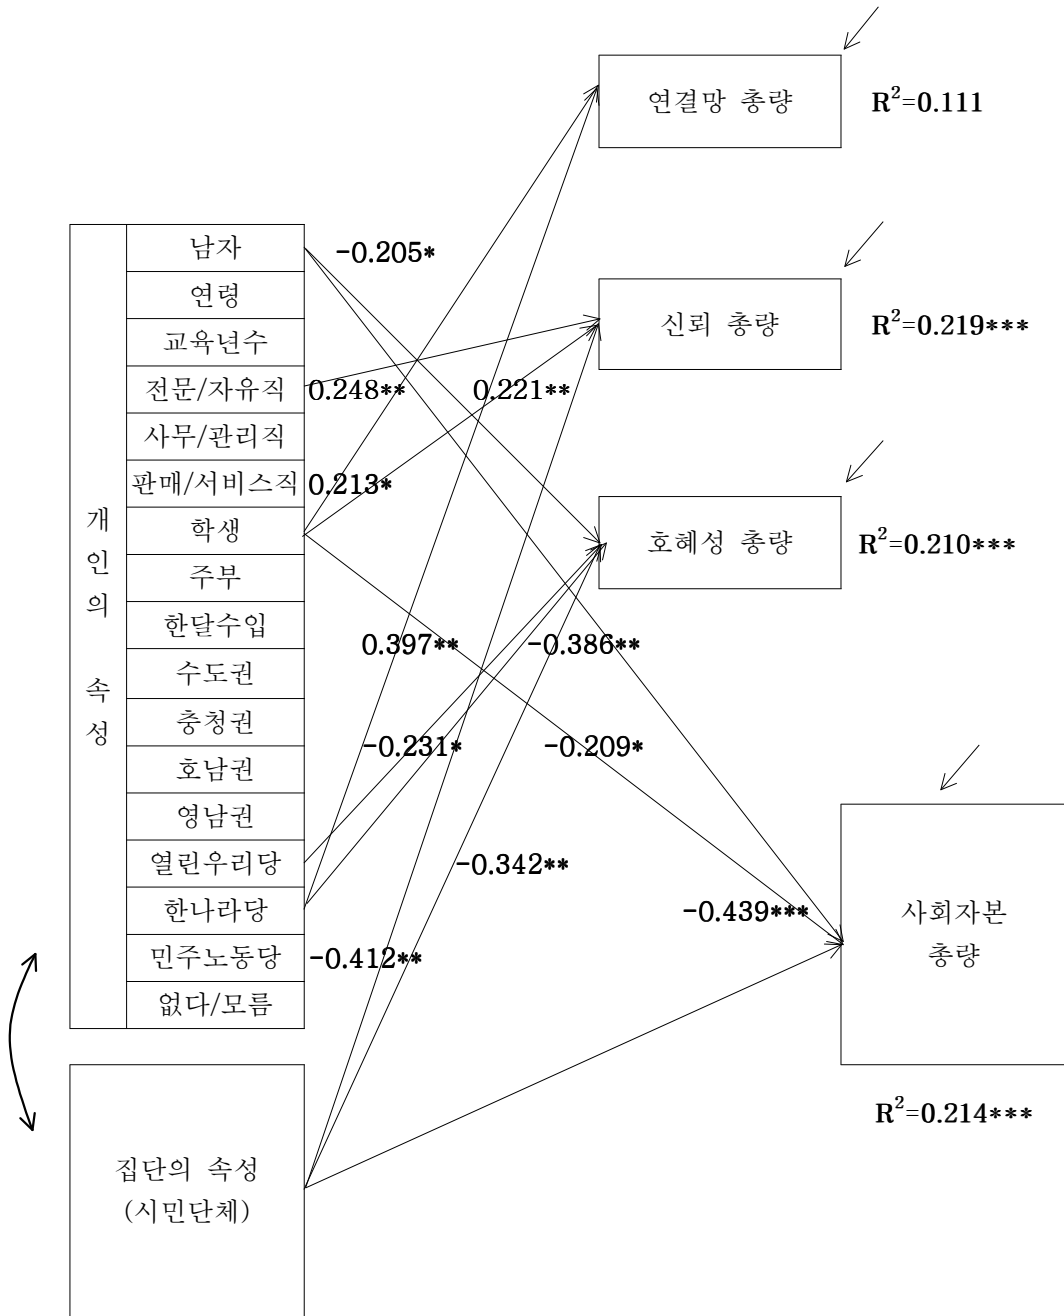 연결망 총량
R²=0.111
남자
-0.205*
연령
신뢰 총량
R²=0.219***
교육년수
전문/자유직
0.248**
0.221**
사무/관리직
판매/서비스직
0.213*
개인의 속성
학생
호혜성 총량
R²=0.210***
주부
한달수입
0.397**
-0.386**
수도권
충청권
호남권
-0.231*
-0.209*
영남권
열린우리당
-0.342**
한나라당
-0.439***
사회자본
총량
민주노동당
-0.412**
없다/모름
R²=0.214***
집단의 속성
(시민단체)